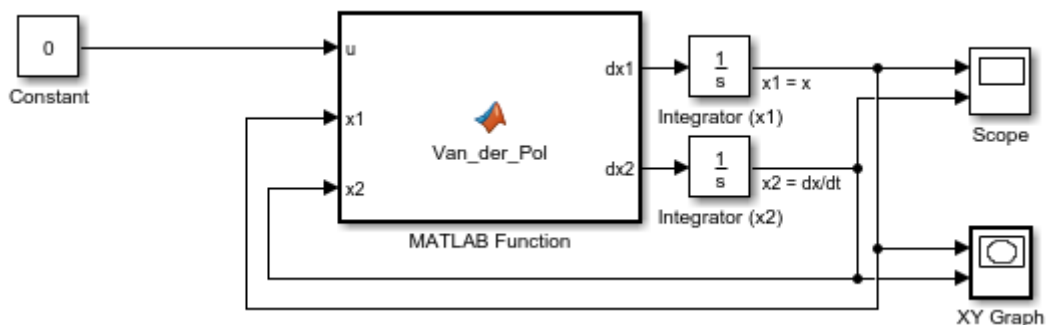 0
Constant
u
x1
x2
Van_der_Pol
dx1
dx2
MATLAB Function
1
s
x1 = x
Integrator (x1)
1
s
x2 = dx/dt
Integrator (x2)
Scope
XY Graph